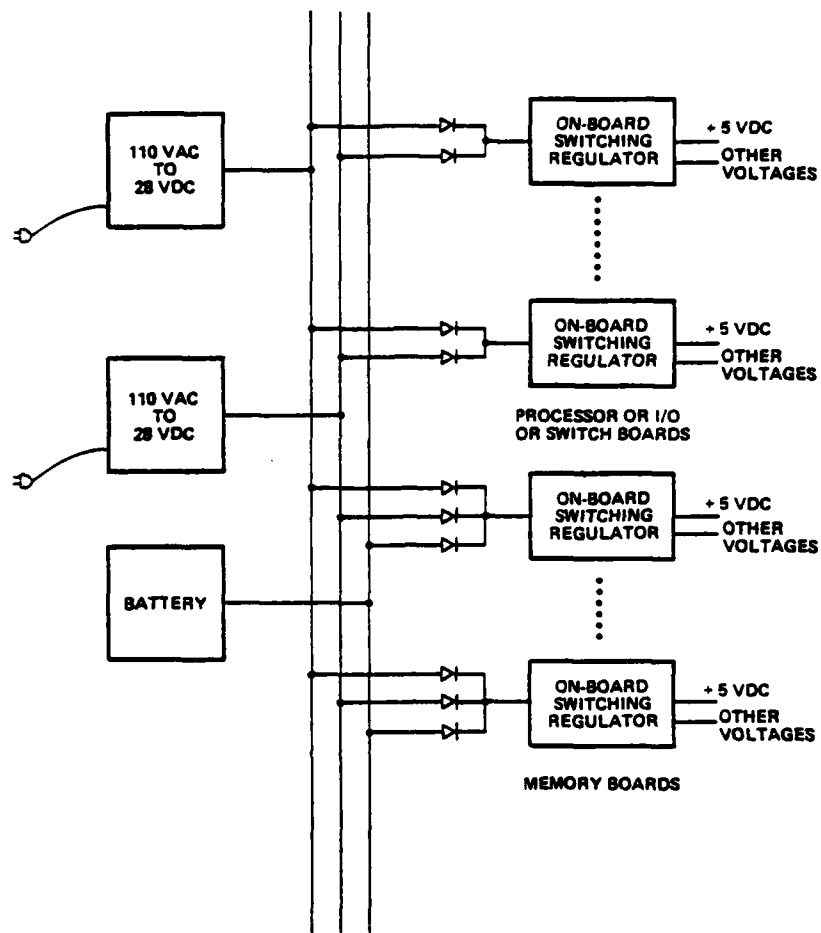 110 VAC
TO
28 VDC
ON-BOARD
SWITCHING
REGULATOR
+ 5 VDC
OTHER
VOLTAGES
ON-BOARD
SWITCHING
REGULATOR
+ 5 VDC
OTHER
VOLTAGES
110 VAC
TO
28 VDC
PROCESSOR OR I/O
OR SWITCH BOARDS
ON-BOARD
SWITCHING
REGULATOR
+ 5 VDC
OTHER
VOLTAGES
BATTERY
ON-BOARD
SWITCHING
REGULATOR
+ 5 VDC
OTHER
VOLTAGES
MEMORY BOARDS